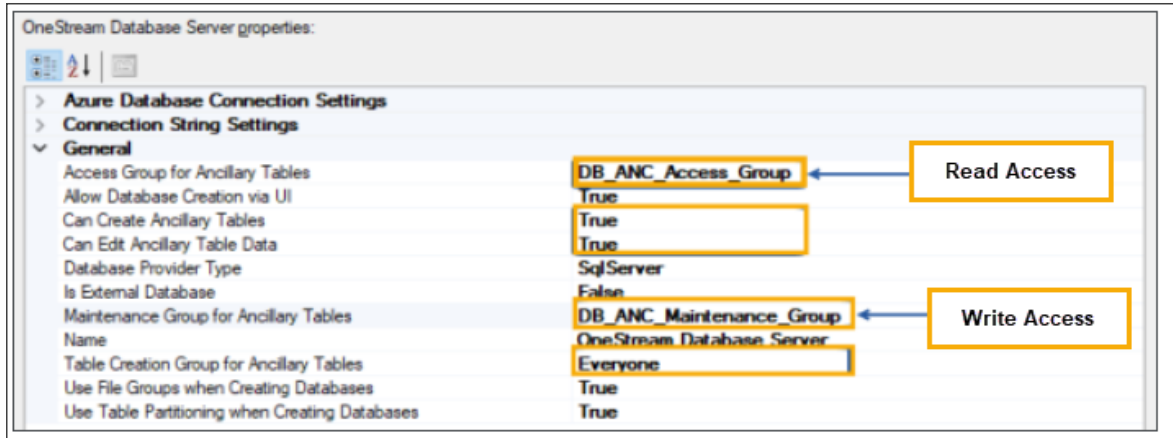 OneStream Database Server properties:
Azure Database Connection Settings
Connection String Settings
General
Access Group for Ancillary Tables DB_ANC_Access_Group Read Access
Allow Database Creation via UI True
Can Create Ancillary Tables True
Can Edit Ancillary Table Data True
Database Provider Type SqlServer
Is External Database False
Maintenance Group for Ancillary Tables DB_ANC_Maintenance_Group Write Access
Name OneStream Database Server
Table Creation Group for Ancillary Tables Everyone
Use File Groups when Creating Databases True
Use Table Partitioning when Creating Databases True